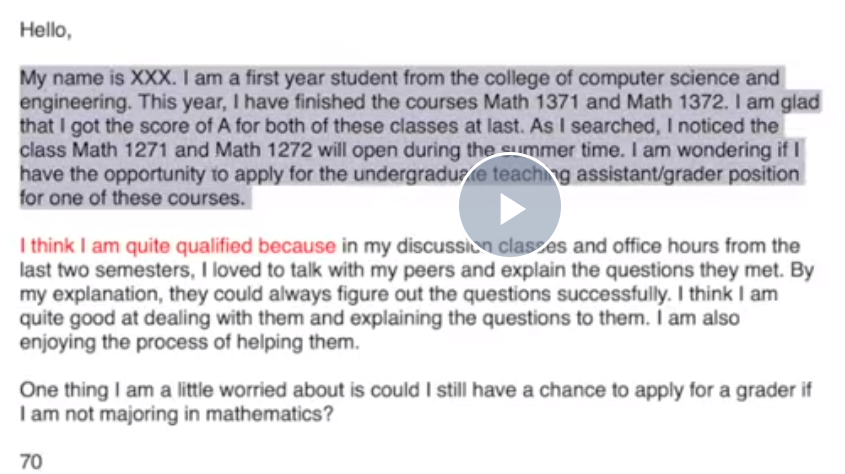 Hello,
My name is XXX. I am a first year student from the college of computer science and
engineering. This year, I have finished the courses Math 1371 and Math 1372. I am glad
that I got the score of A for both of these classes at last. As I searched, I noticed the
class Math 1271 and Math 1272 will open during the summer time. I am wondering if I
have the opportunity to apply for the undergraduate teaching assistant/grader position
for one of these courses.
I think I am quite qualified because in my discussion classes and office hours from the
last two semesters, I loved to talk with my peers and explain the questions they met. By
my explanation, they could always figure out the questions successfully. I think I am
quite good at dealing with them and explaining the questions to them. I am also
enjoying the process of helping them.
One thing I am a little worried about is could I still have a chance to apply for a grader if
I am not majoring in mathematics?
70